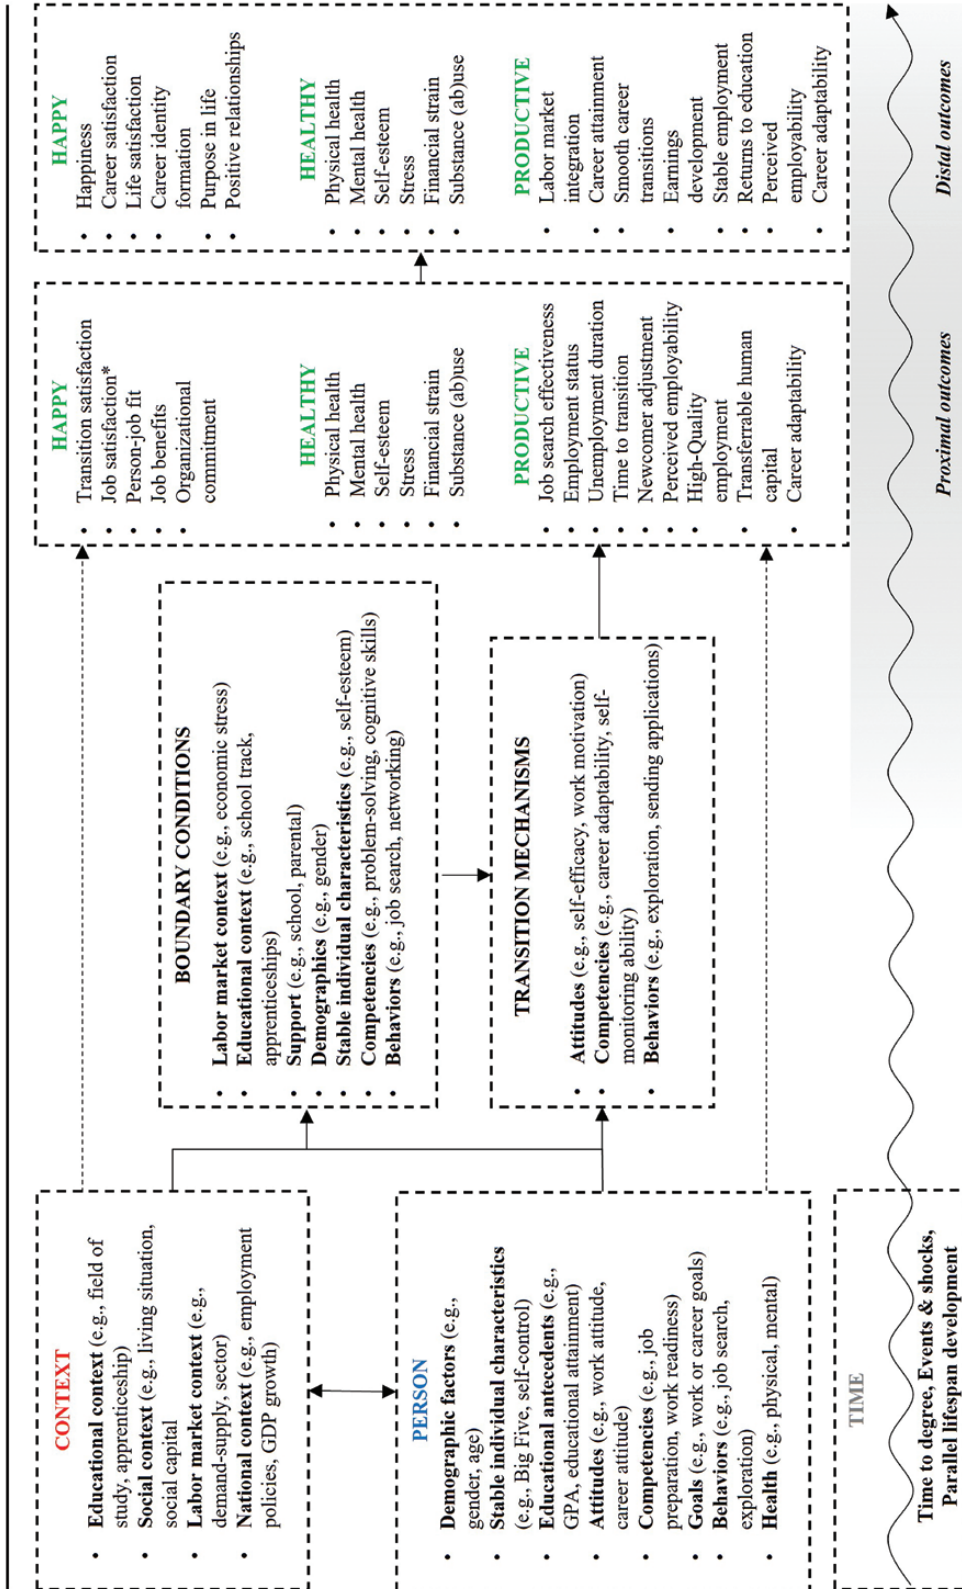 CONTEXT
• Educational context (e.g., field of
study, apprenticeship)
• Social context (e.g., living situation,
social capital
• Labor market context (e.g.,
demand-supply, sector)
• National context (e.g., employment
policies, GDP growth)
PERSON
• Demographic factors (e.g.,
gender, age)
• Stable individual characteristics
(e.g., Big Five, self-control)
• Educational antecedents (e.g.,
GPA, educational attainment)
• Attitudes (e.g., work attitude,
career attitude)
• Competencies (e.g., job
preparation, work readiness)
• Goals (e.g., work or career goals)
• Behaviors (e.g., job search,
exploration)
• Health (e.g., physical, mental)
TIME
Time to degree, Events & shocks,
Parallel lifespan development
BOUNDARY CONDITIONS
• Labor market context (e.g., economic stress)
• Educational context (e.g., school track,
apprenticeships)
• Support (e.g., school, parental)
• Demographics (e.g., gender)
• Stable individual characteristics (e.g., self-esteem)
• Competencies (e.g., problem-solving, cognitive skills)
• Behaviors (e.g., job search, networking)
TRANSITION MECHANISMS
• Attitudes (e.g., self-efficacy, work motivation)
• Competencies (e.g., career adaptability, self-
monitoring ability)
• Behaviors (e.g., exploration, sending applications)
HAPPY
• Transition satisfaction
• Job satisfaction*
• Person-job fit
• Job benefits
• Organizational
commitment
HEALTHY
• Physical health
• Mental health
• Self-esteem
• Stress
• Financial strain
• Substance (ab)use
PRODUCTIVE
• Job search effectiveness
• Employment status
• Unemployment duration
• Time to transition
• Newcomer adjustment
• Perceived employability
• High-Quality
employment
• Transferrable human
capital
• Career adaptability
Proximal outcomes
HAPPY
• Happiness
• Career satisfaction
• Life satisfaction
• Career identity
formation
• Purpose in life
• Positive relationships
HEALTHY
• Physical health
• Mental health
• Self-esteem
• Stress
• Financial strain
• Substance (ab)use
PRODUCTIVE
• Labor market
integration
• Career attainment
• Smooth career
transitions
• Earnings
development
• Stable employment
• Returns to education
• Perceived
employability
• Career adaptability
Distal outcomes